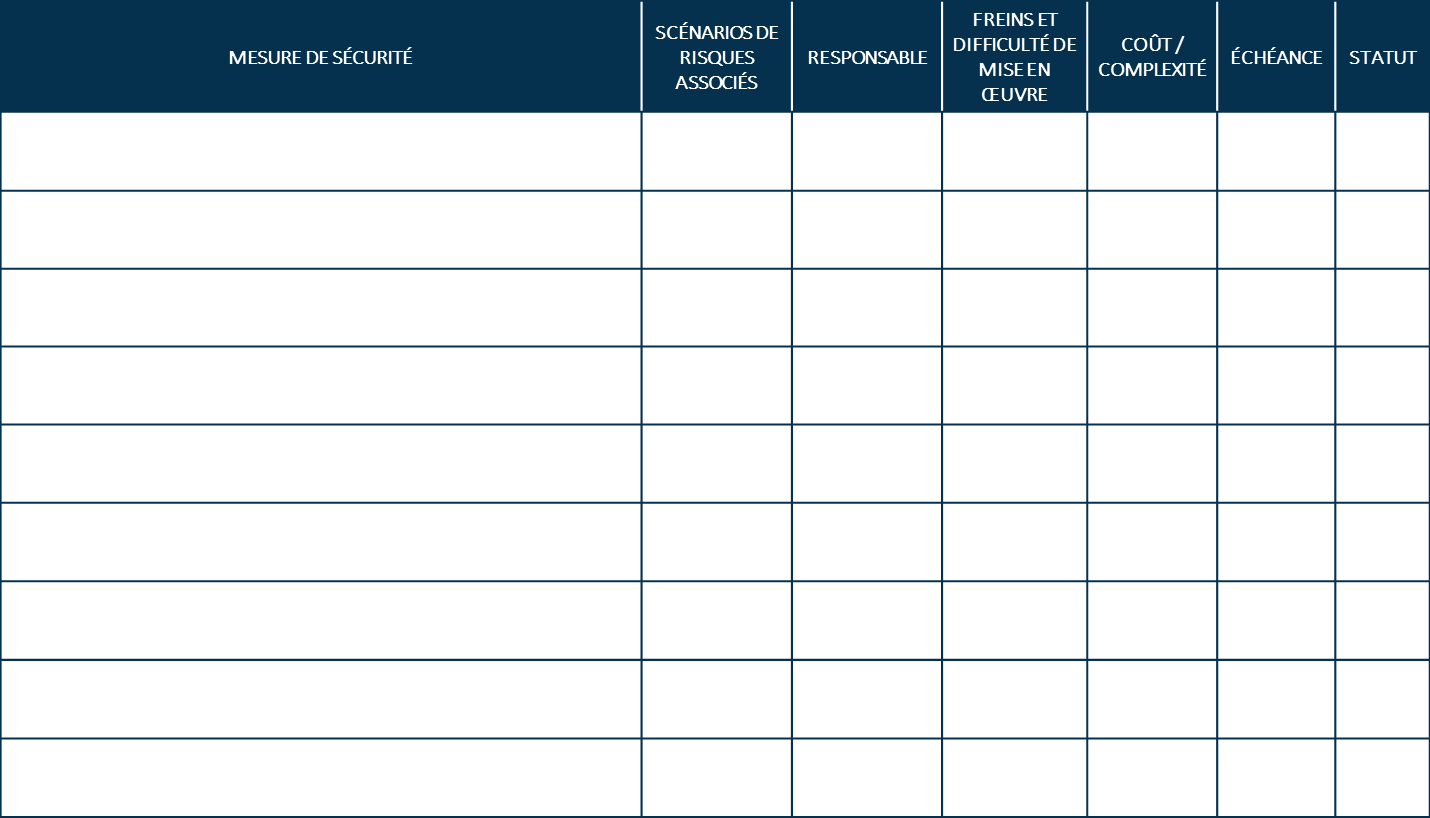 MESURE DE SÉCURITÉ
SCÉNARIOS DE
RISQUES
ASSOCIÉS
RESPONSABLE
FREINS ET
DIFFICULTÉ DE
MISE EN
ŒUVRE
COÛT /
COMPLEXITÉ
ÉCHÉANCE
STATUT